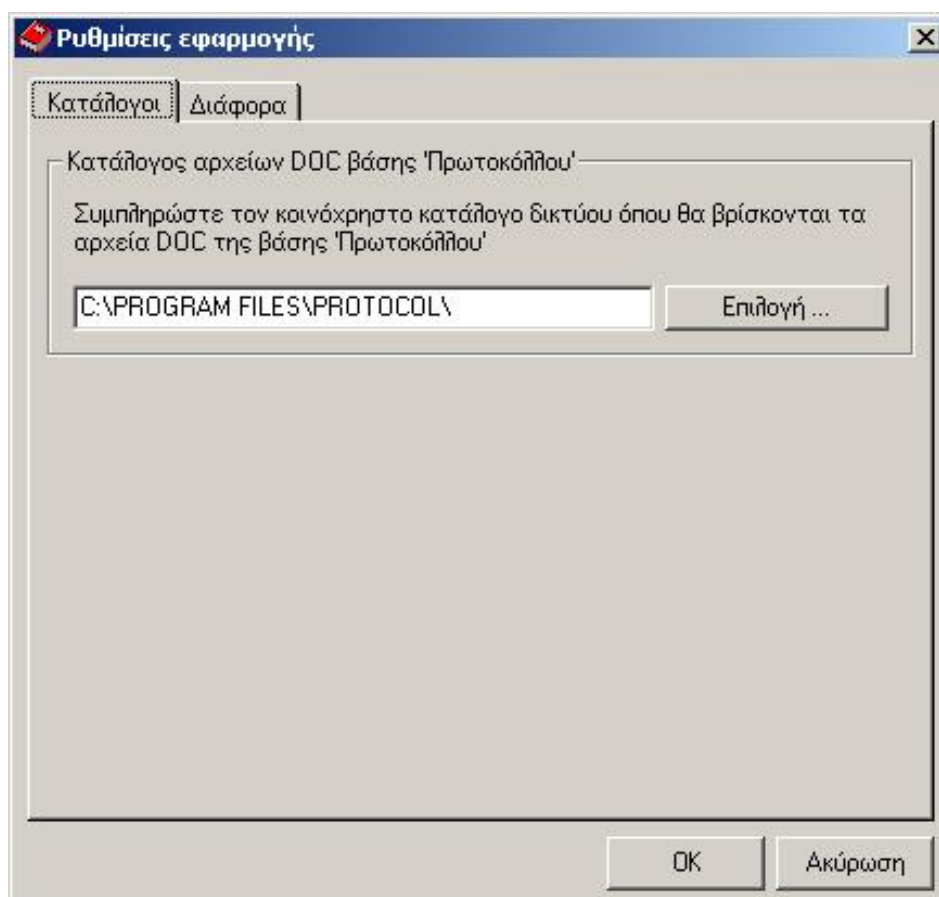 Ρυθμίσεις εφαρμογής
Κατάλογοι
Διάφορα
Κατάλογος αρχείων DOC βάσης 'Πρωτοκόλλου'
Συμπληρώστε τον κοινόχρηστο κατάλογο δικτύου όπου θα βρίσκονται τα
αρχεία DOC της βάσης 'Πρωτοκόλλου'
C:\PROGRAM FILES\PROTOCOL\
Επιλογή ...
OK
Ακύρωση